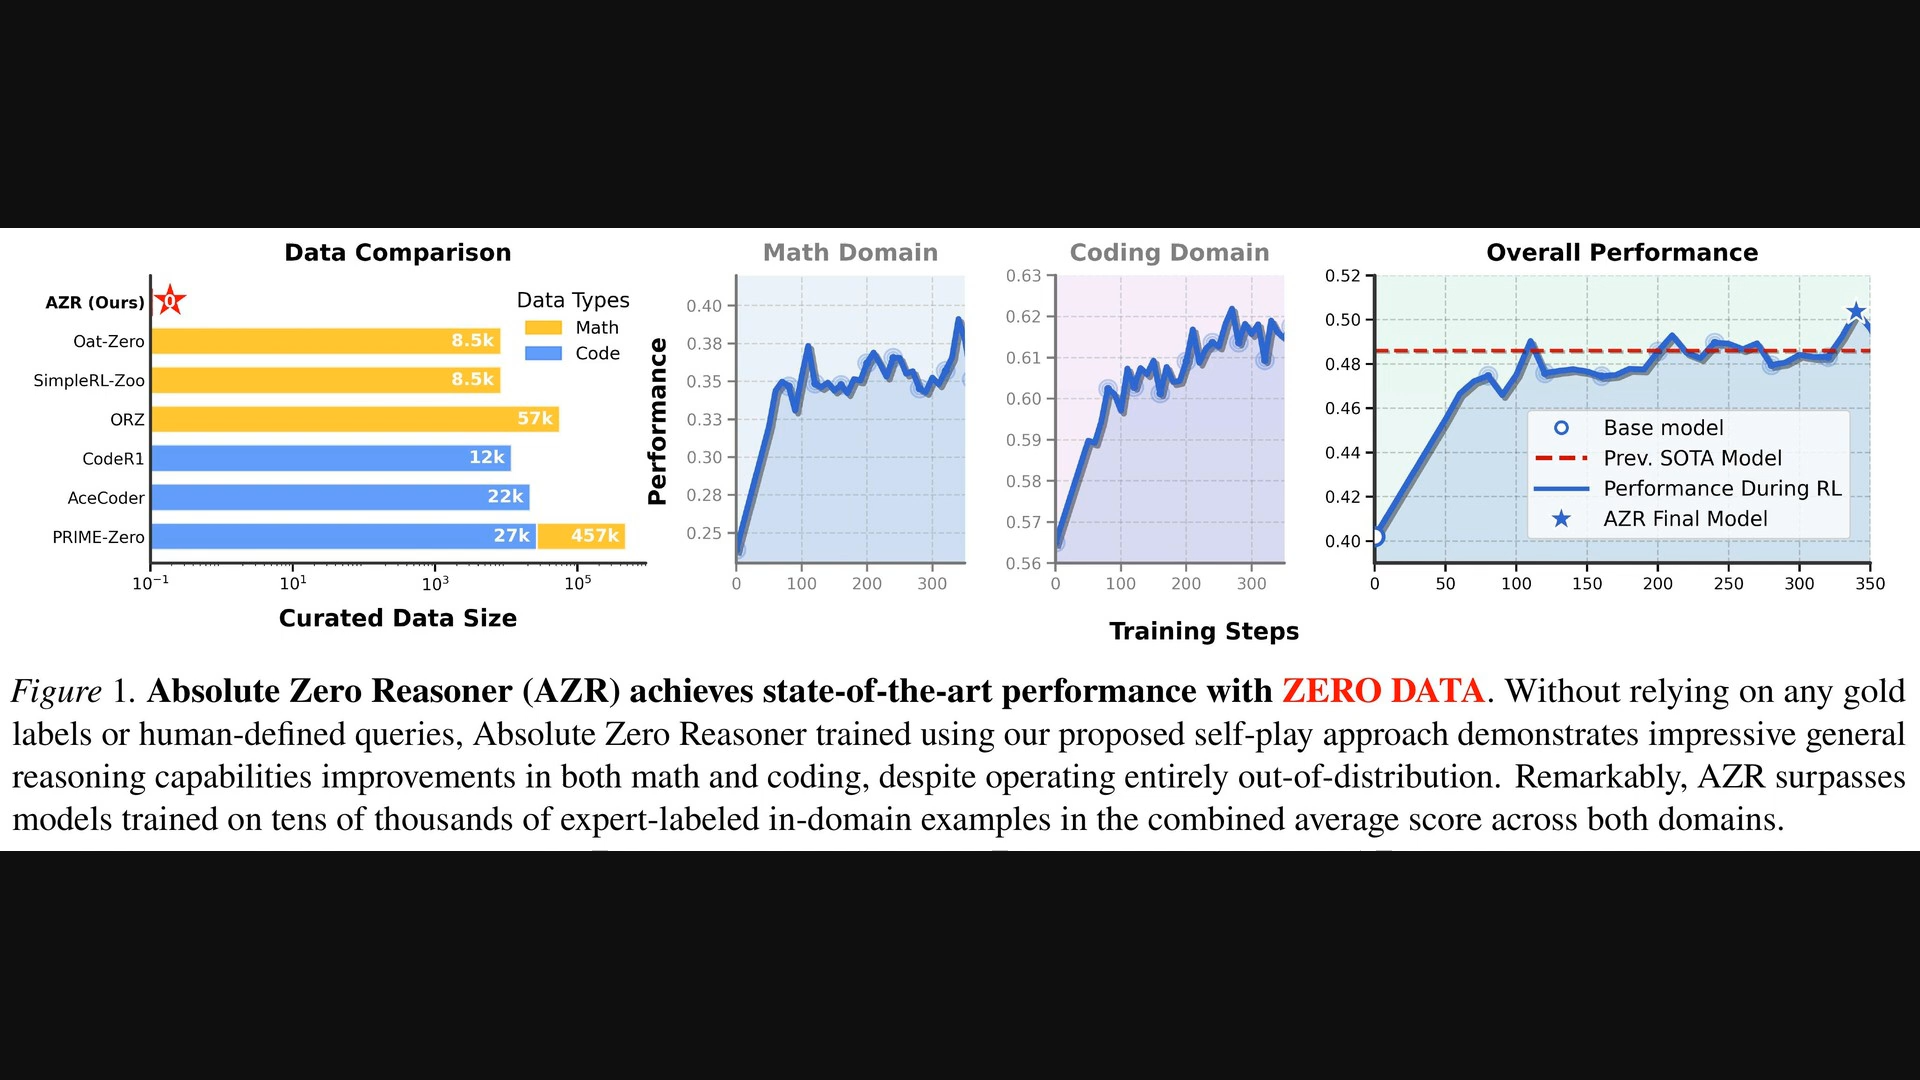 Data Comparison
AZR (Ours)
0
Oat-Zero
8.5k
SimpleRL-Zoo
8.5k
ORZ
57k
CodeR1
12k
AceCoder
22k
PRIME-Zero
27k
457k
Data Types
Math
Code
10⁻¹
10¹
10³
10⁵
Curated Data Size
Performance
Math Domain
0.40
0.38
0.35
0.33
0.30
0.28
0.25
0
100
200
300
Coding Domain
0.63
0.62
0.61
0.60
0.59
0.58
0.57
0.56
0
100
200
300
Training Steps
Overall Performance
0.52
0.50
0.48
0.46
0.44
0.42
0.40
Base model
Prev. SOTA Model
Performance During RL
AZR Final Model
0
50
100
150
200
250
300
350
Figure 1. Absolute Zero Reasoner (AZR) achieves state-of-the-art performance with ZERO DATA. Without relying on any gold
labels or human-defined queries, Absolute Zero Reasoner trained using our proposed self-play approach demonstrates impressive general
reasoning capabilities improvements in both math and coding, despite operating entirely out-of-distribution. Remarkably, AZR surpasses
models trained on tens of thousands of expert-labeled in-domain examples in the combined average score across both domains.